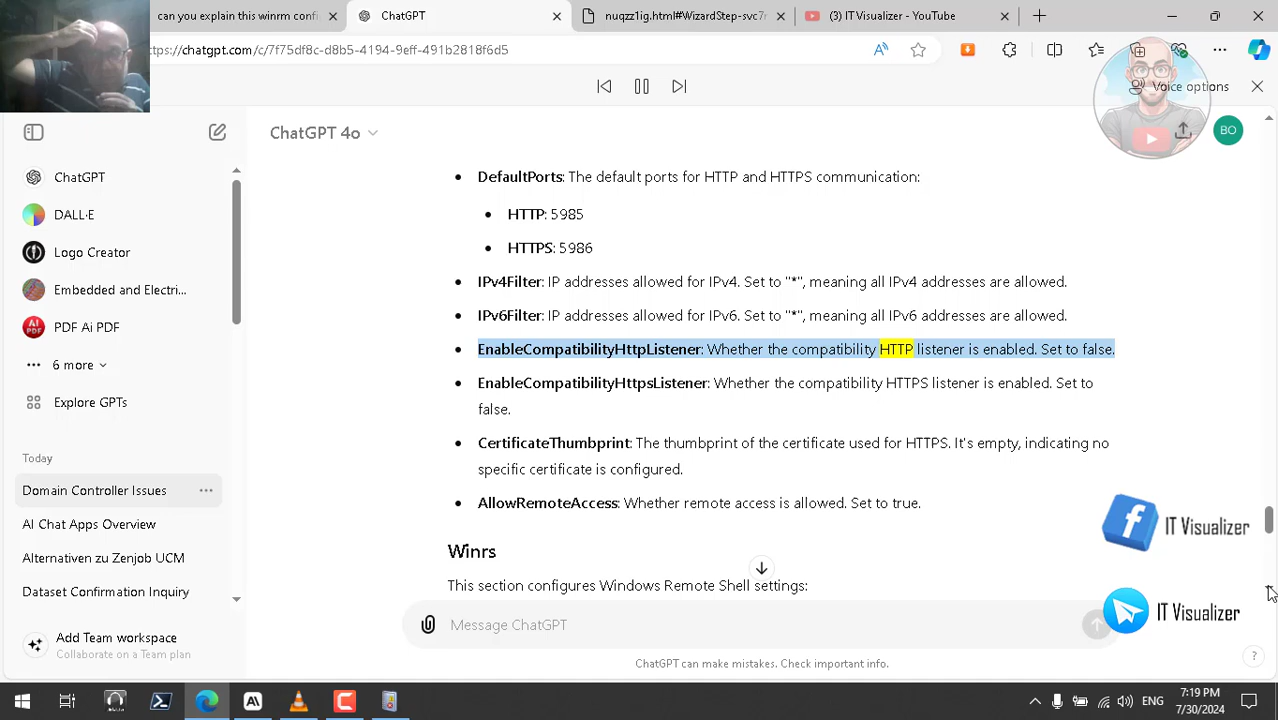 can you explain this winrm confi
ChatGPT
nuqzz1ig.html#WizardStep-svc7
(3) IT Visualizer - YouTube
ttps://chatgpt.com/c/7f75df8c-d8b5-4194-9eff-491b2818f6d5
Voice options
ChatGPT 4o
BO
ChatGPT
DALL·E
Logo Creator
Embedded and Electri...
PDF Ai PDF
6 more
Explore GPTs
Today
Domain Controller Issues
AI Chat Apps Overview
Alternativen zu Zenjob UCM
Dataset Confirmation Inquiry
Add Team workspace
Collaborate on a Team plan
DefaultPorts: The default ports for HTTP and HTTPS communication:
HTTP: 5985
HTTPS: 5986
IPv4Filter: IP addresses allowed for IPv4. Set to "*", meaning all IPv4 addresses are allowed.
IPv6Filter: IP addresses allowed for IPv6. Set to "*", meaning all IPv6 addresses are allowed.
EnableCompatibilityHttpListener: Whether the compatibility HTTP listener is enabled. Set to false.
EnableCompatibilityHttpsListener: Whether the compatibility HTTPS listener is enabled. Set to
false.
CertificateThumbprint: The thumbprint of the certificate used for HTTPS. It's empty, indicating no
specific certificate is configured.
AllowRemoteAccess: Whether remote access is allowed. Set to true.
Winrs
This section configures Windows Remote Shell settings:
IT Visualizer
IT Visualizer
Message ChatGPT
ChatGPT can make mistakes. Check important info.
?
ENG
7:19 PM
7/30/2024